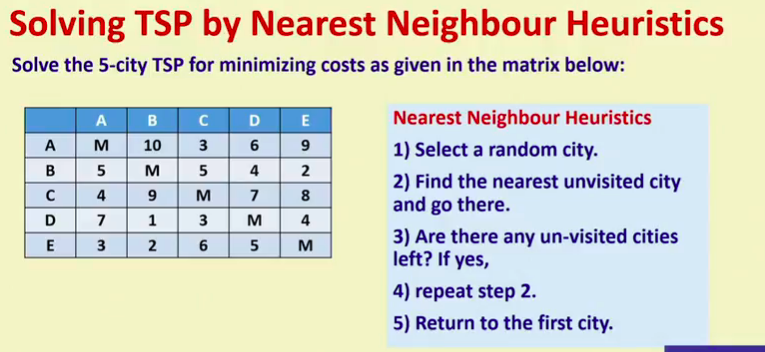 Solving TSP by Nearest Neighbour Heuristics
Solve the 5-city TSP for minimizing costs as given in the matrix below:
A B C D E
A M 10 3 6 9
B 5 M 5 4 2
C 4 9 M 7 8
D 7 1 3 M 4
E 3 2 6 5 M
Nearest Neighbour Heuristics
1) Select a random city.
2) Find the nearest unvisited city
and go there.
3) Are there any un-visited cities
left? If yes,
4) repeat step 2.
5) Return to the first city.